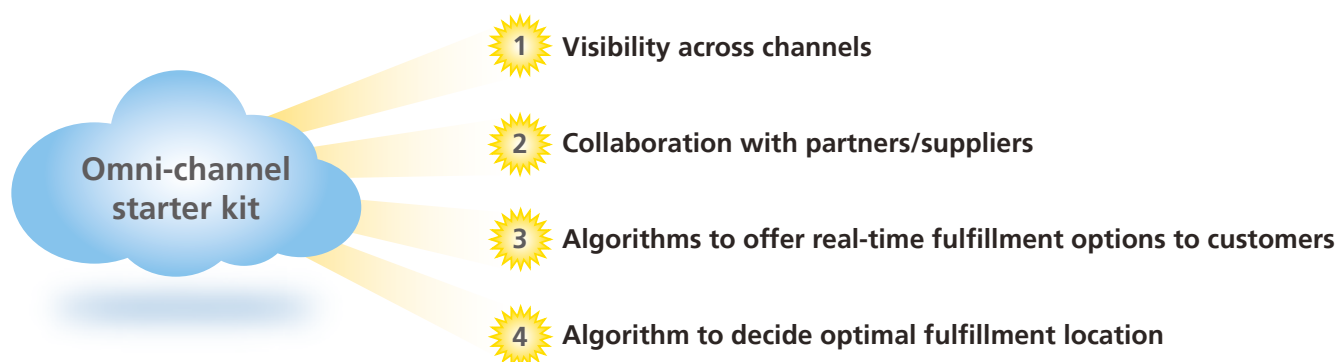 Omni-channel
starter kit
1 Visibility across channels
2 Collaboration with partners/suppliers
3 Algorithms to offer real-time fulfillment options to customers
4 Algorithm to decide optimal fulfillment location